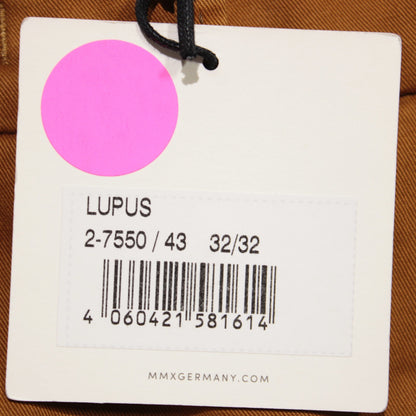 LUPUS
2-7550 / 43 32/32
4 060421 581614
MMXGERMANY.COM